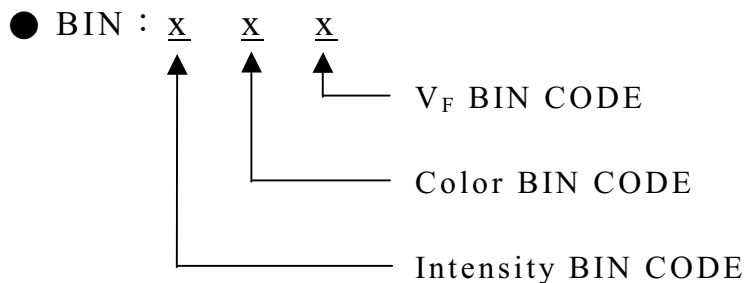 ● BIN : x x x
V_F BIN CODE
Color BIN CODE
Intensity BIN CODE